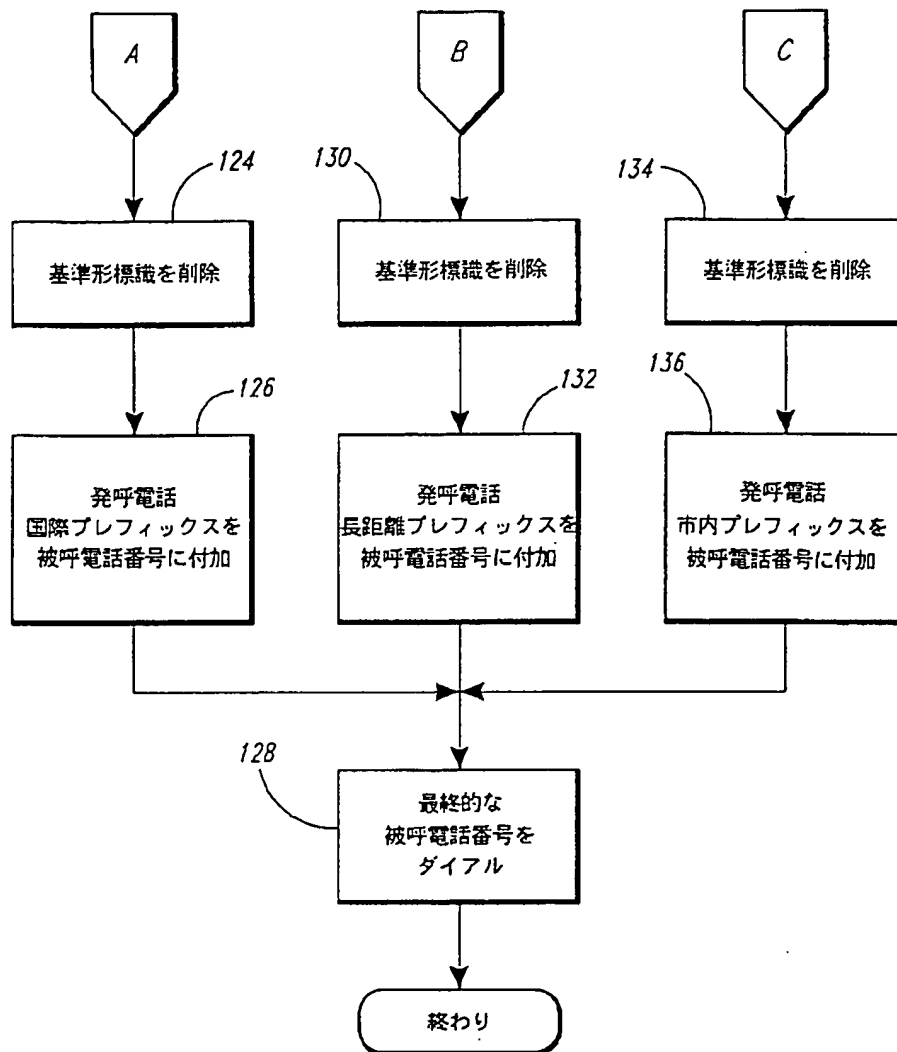 A
B
C
124
130
134
基準形標識を削除
基準形標識を削除
基準形標識を削除
126
132
136
発呼電話
国際プレフィックスを
被呼電話番号に付加
発呼電話
長距離プレフィックスを
被呼電話番号に付加
発呼電話
市内プレフィックスを
被呼電話番号に付加
128
最終的な
被呼電話番号を
ダイアル
終わり